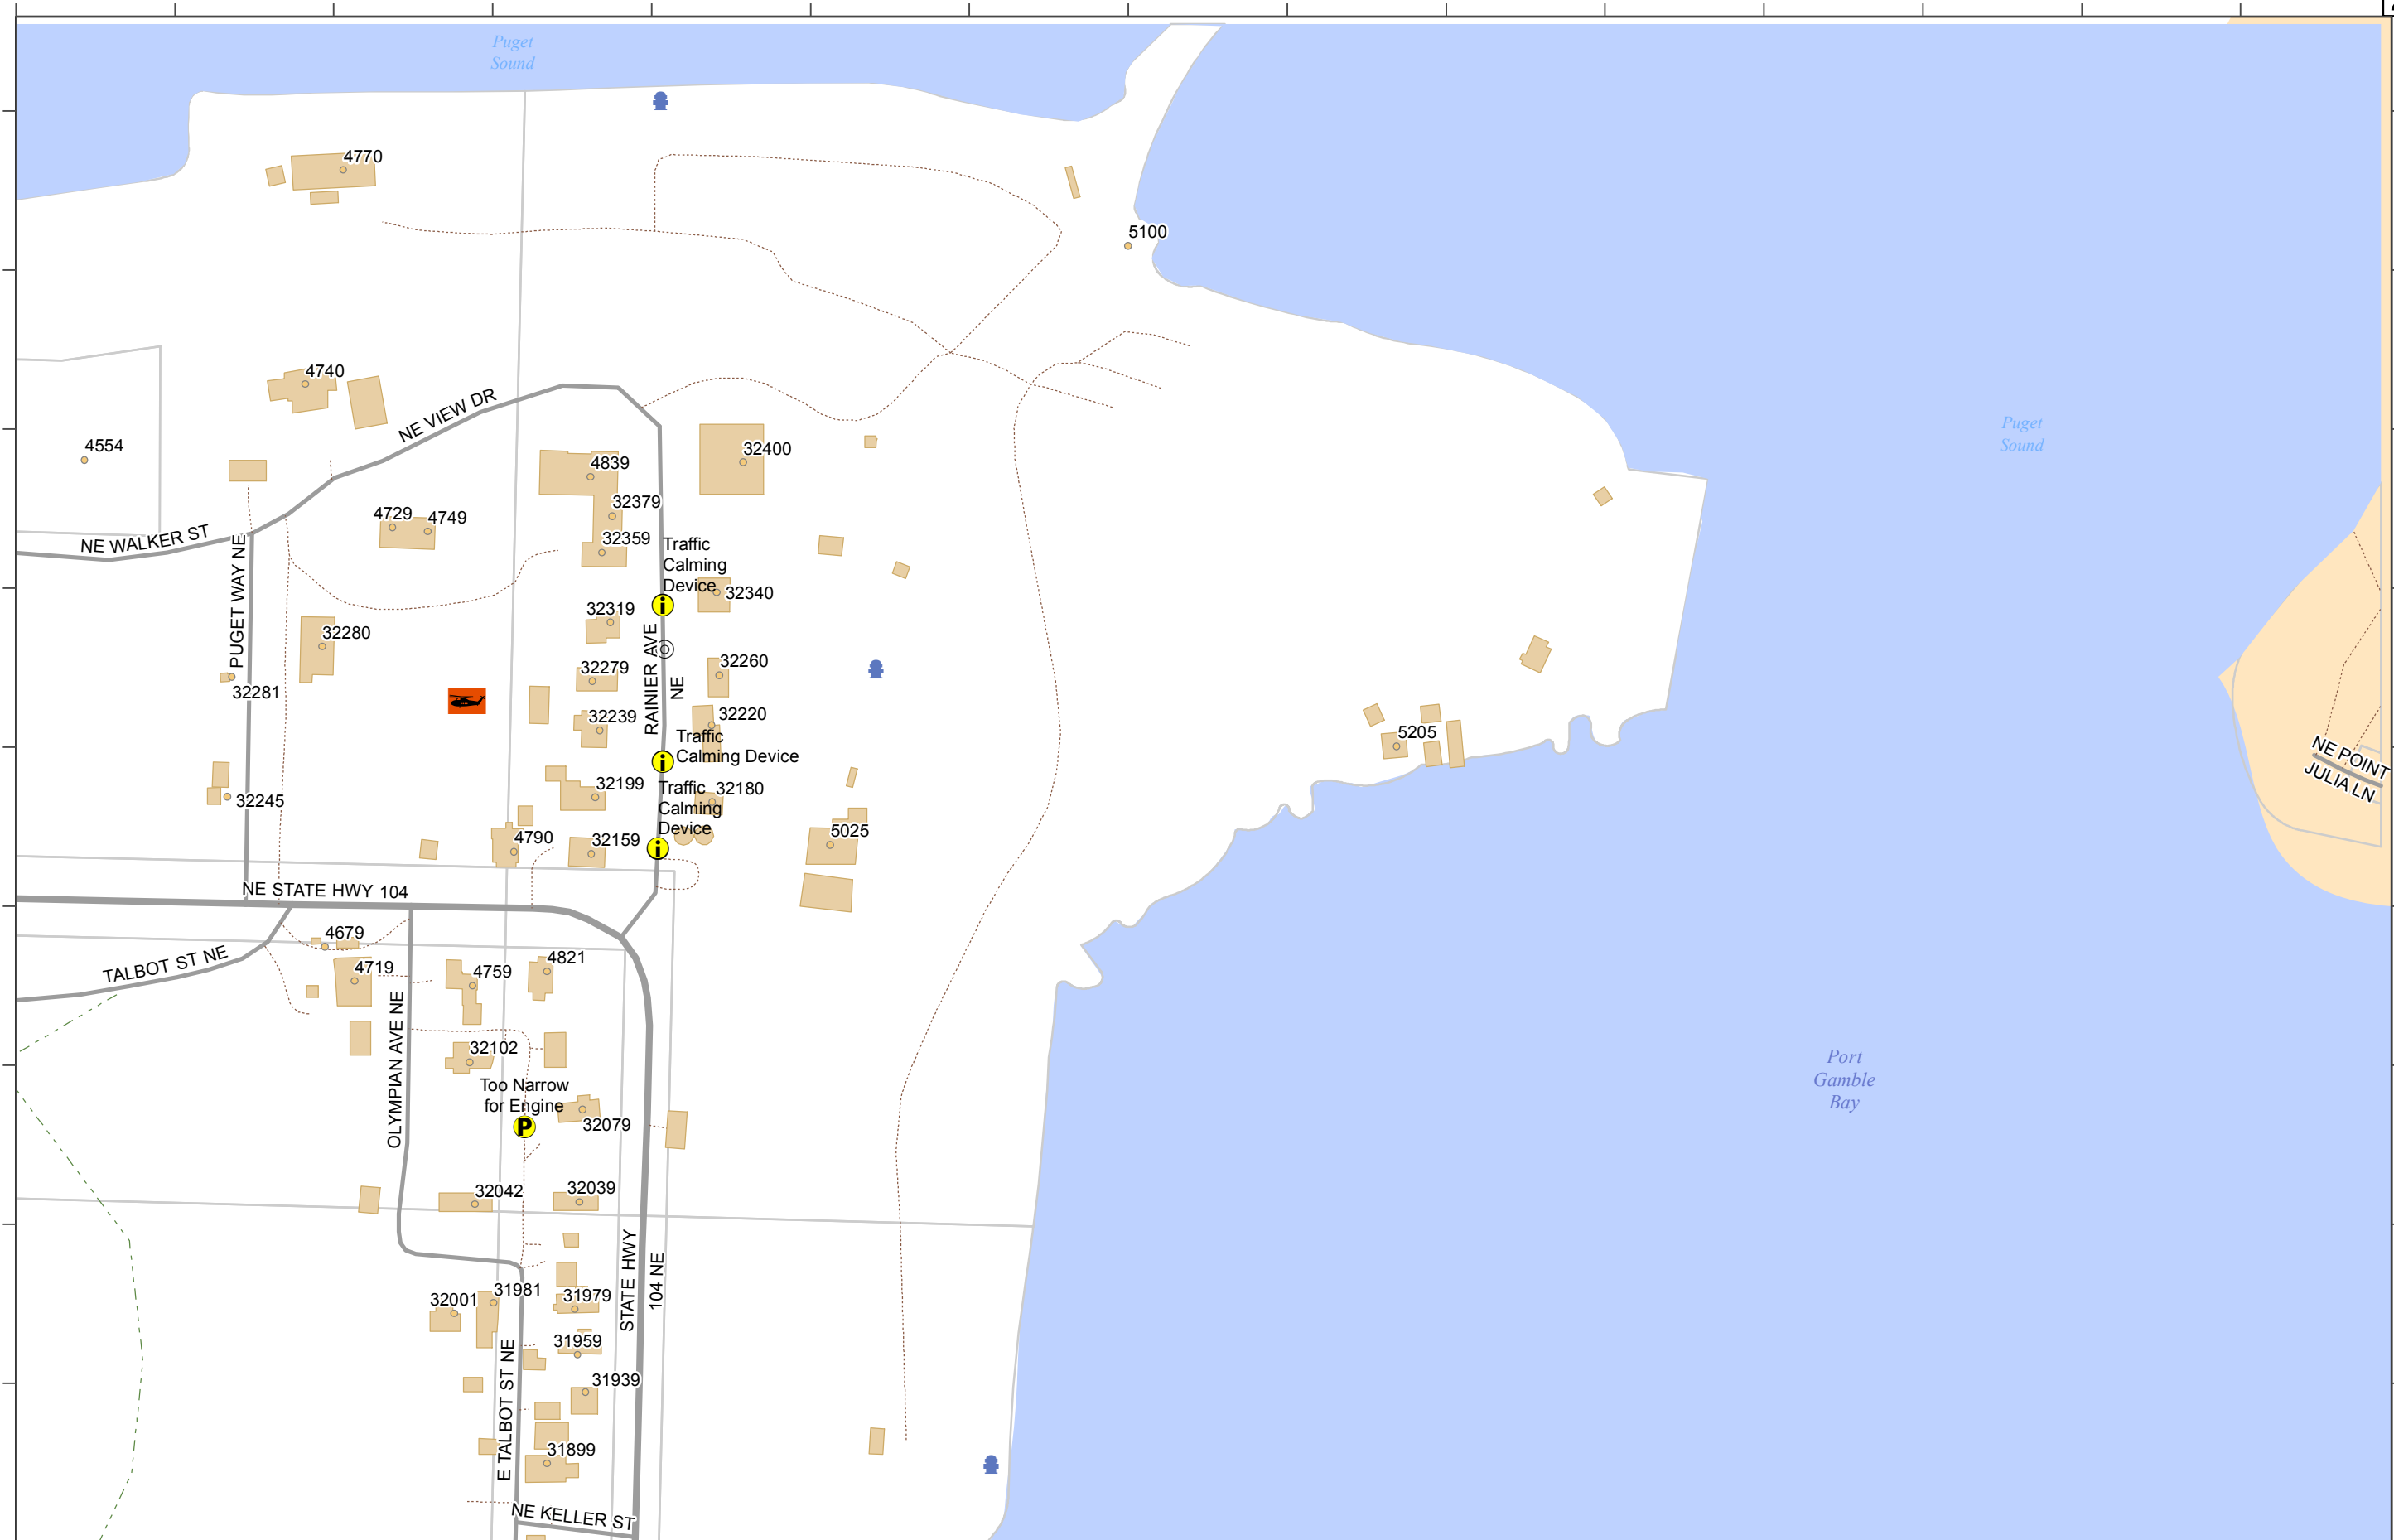 Puget
Sound
4770
5100
4740
NE VIEW DR
4554
4839
32400
Puget
Sound
32379
4729
4749
NE WALKER ST
32359
Traffic
Calming
Device
i
32340
PUGET WAY NE
32319
32280
RAINIER AVE
NE
32279
32260
32281
32239
32220
Traffic
Calming Device
i
5205
NE POINT
JULIA LN
32199
Traffic
Calming
Device
i
32180
32245
4790
32159
5025
NE STATE HWY 104
4679
TALBOT ST NE
4719
4759
4821
OLYMPIAN AVE NE
32102
Too Narrow
for Engine
P
32079
Port
Gamble
Bay
32042
32039
STATE HWY
104 NE
31981
32001
31979
31959
E TALBOT ST NE
31939
31899
NE KELLER ST